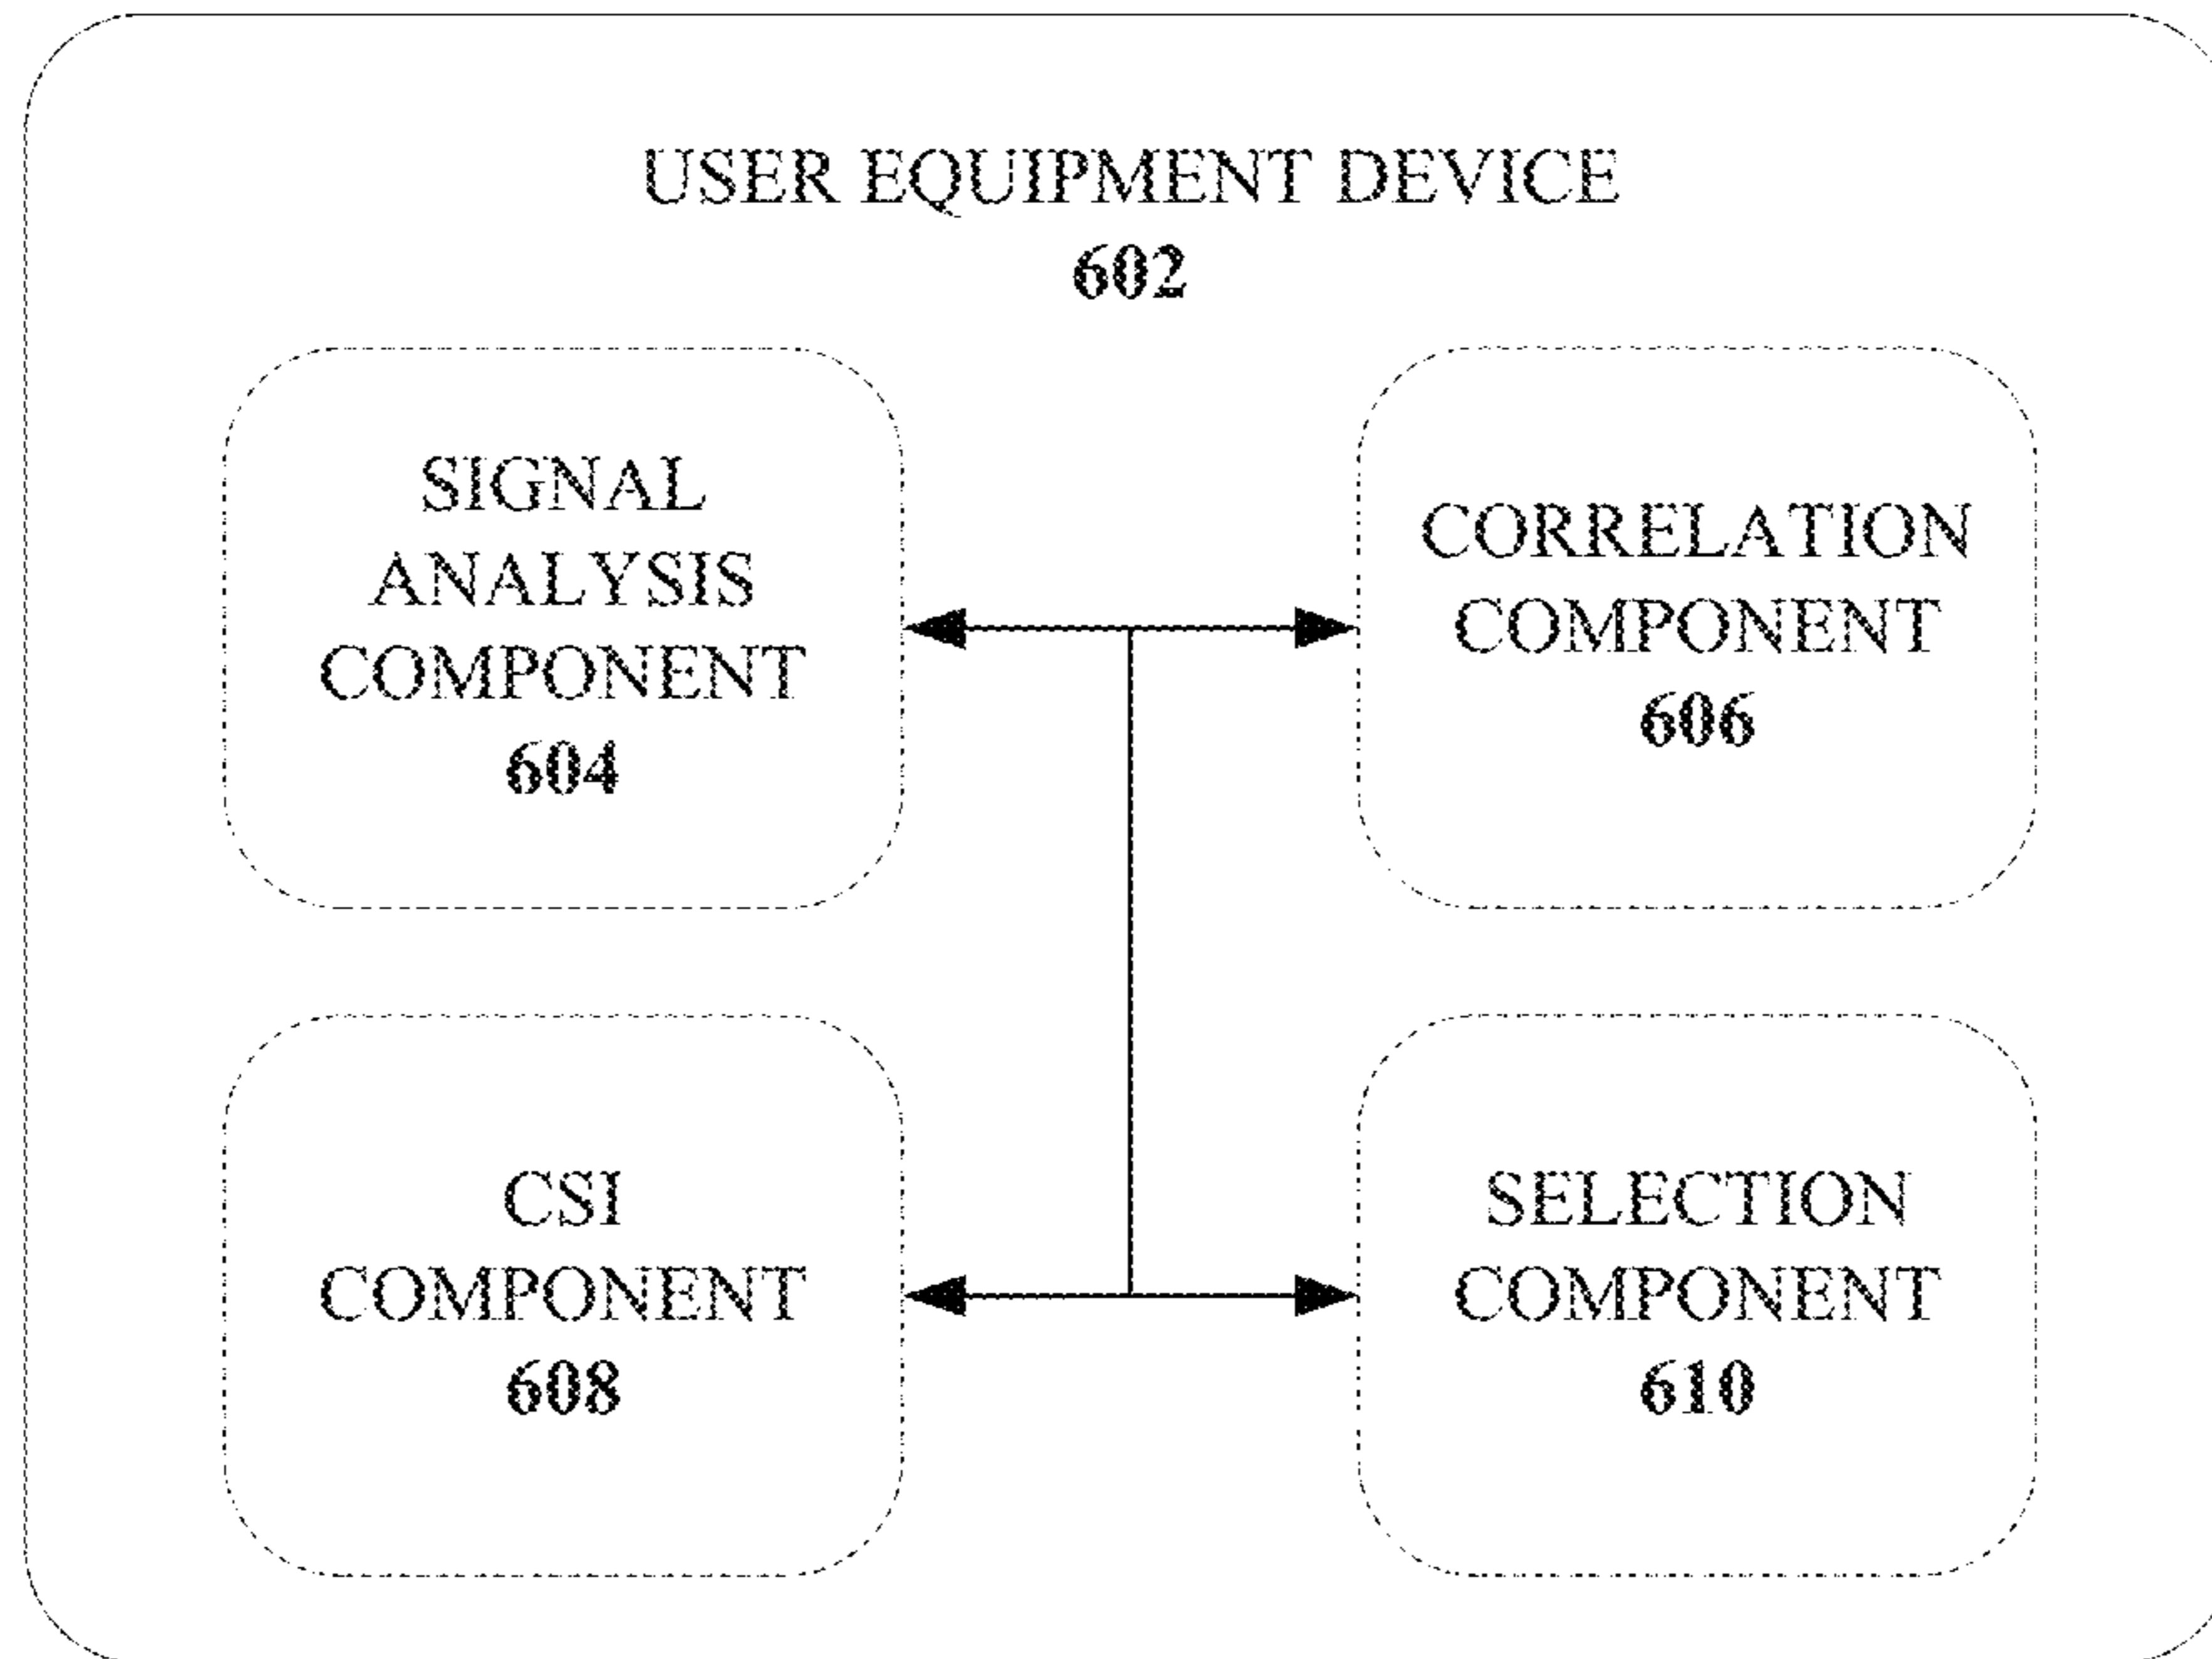 USER EQUIPMENT DEVICE
602
SIGNAL
ANALYSIS
COMPONENT
604
CORRELATION
COMPONENT
606
CSI
COMPONENT
608
SELECTION
COMPONENT
610